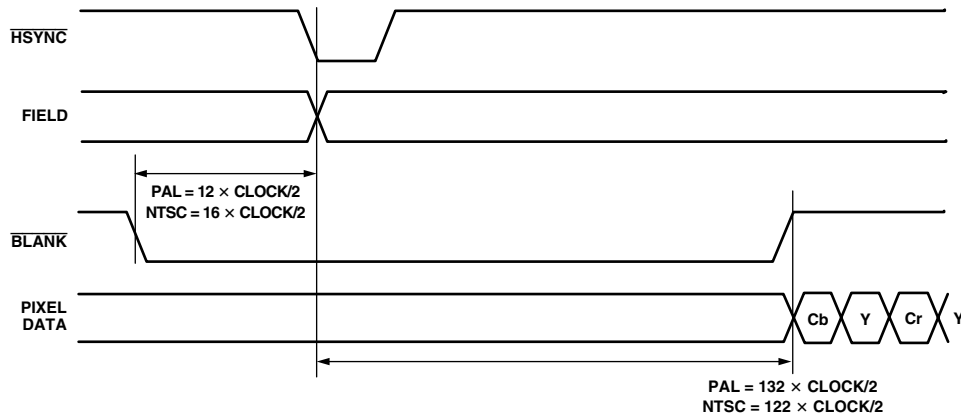 HSYNC
FIELD
PAL = 12 × CLOCK/2
NTSC = 16 × CLOCK/2
BLANK
PIXEL
DATA
Cb Y Cr Y
PAL = 132 × CLOCK/2
NTSC = 122 × CLOCK/2